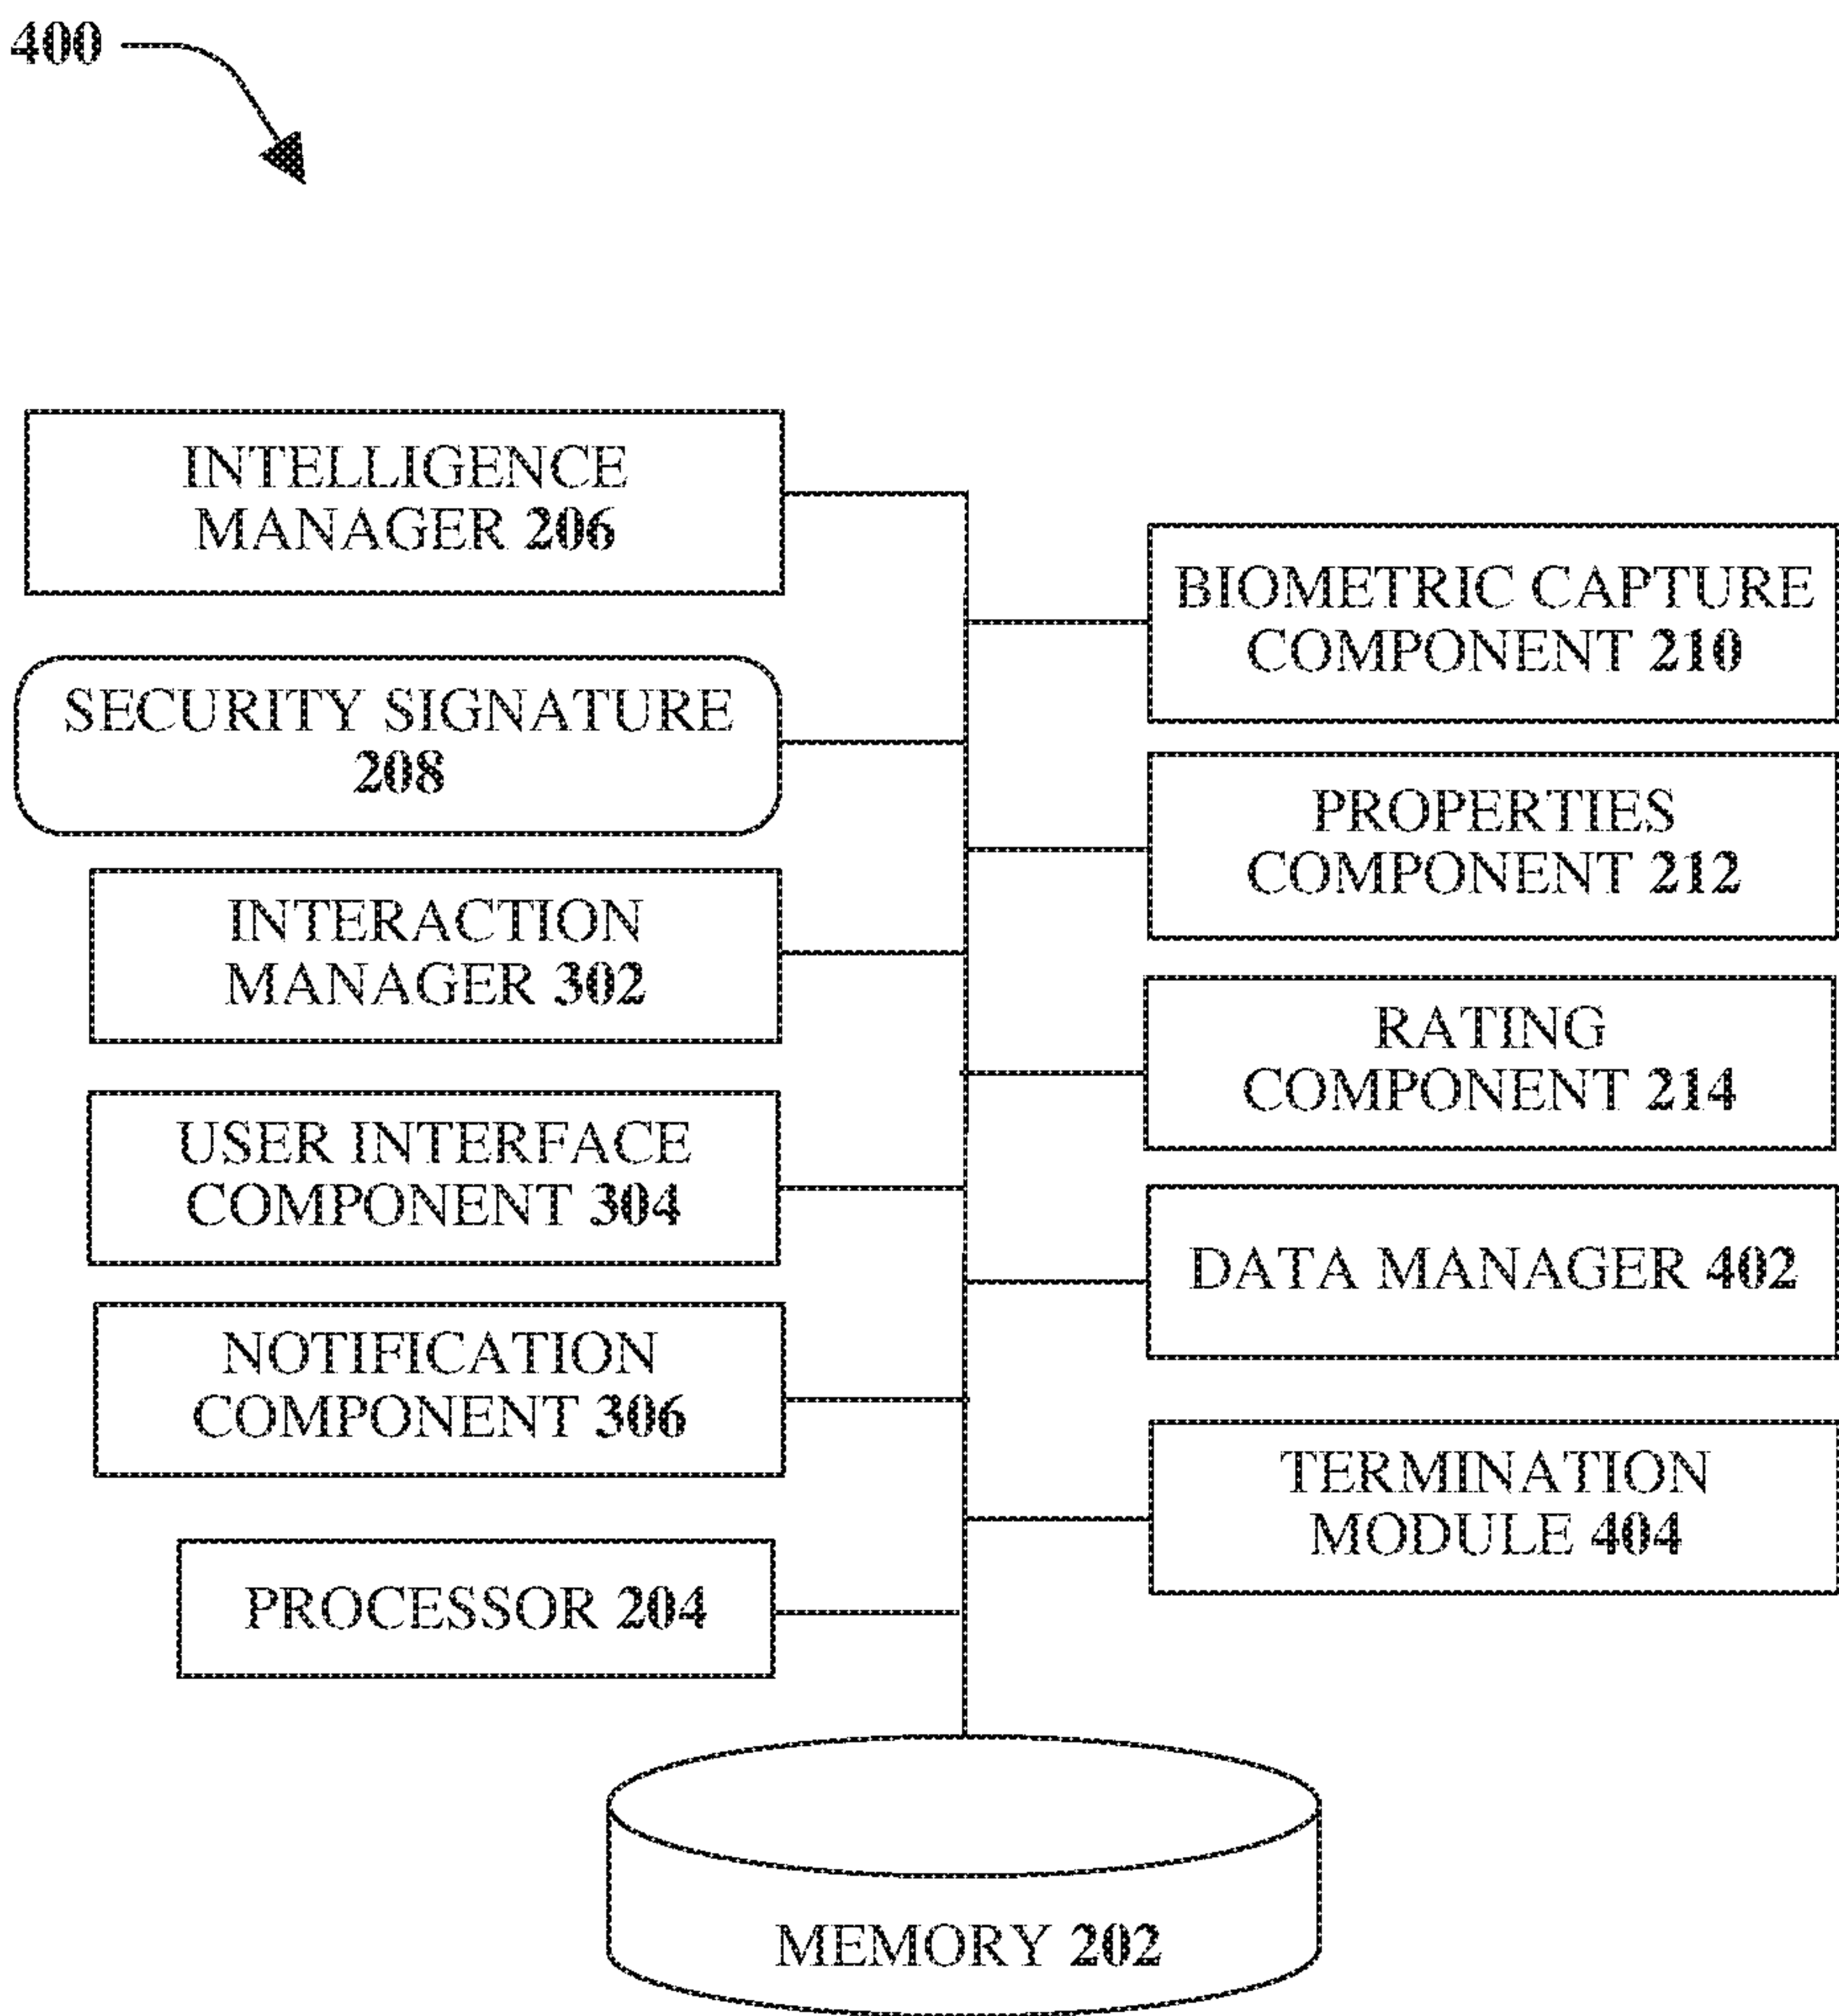 400
INTELLIGENCE
MANAGER 206
SECURITY SIGNATURE
208
INTERACTION
MANAGER 302
USER INTERFACE
COMPONENT 304
NOTIFICATION
COMPONENT 306
PROCESSOR 204
BIOMETRIC CAPTURE
COMPONENT 210
PROPERTIES
COMPONENT 212
RATING
COMPONENT 214
DATA MANAGER 402
TERMINATION
MODULE 404
MEMORY 202